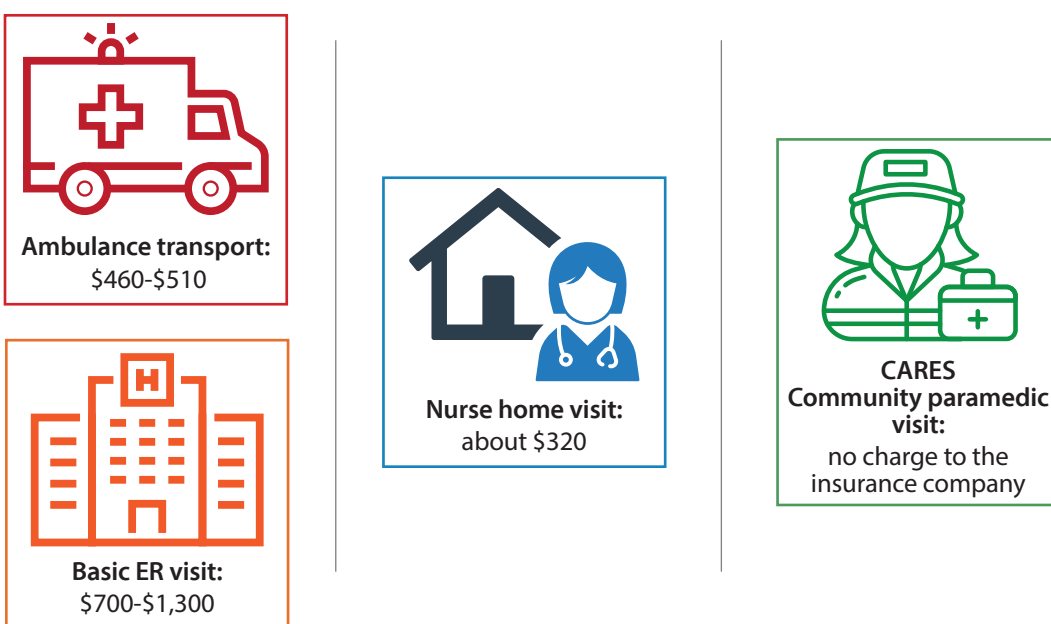 Ambulance transport:
$460-$510
H
Basic ER visit:
$700-$1,300
Nurse home visit:
about $320
CARES
Community paramedic
visit:
no charge to the
insurance company